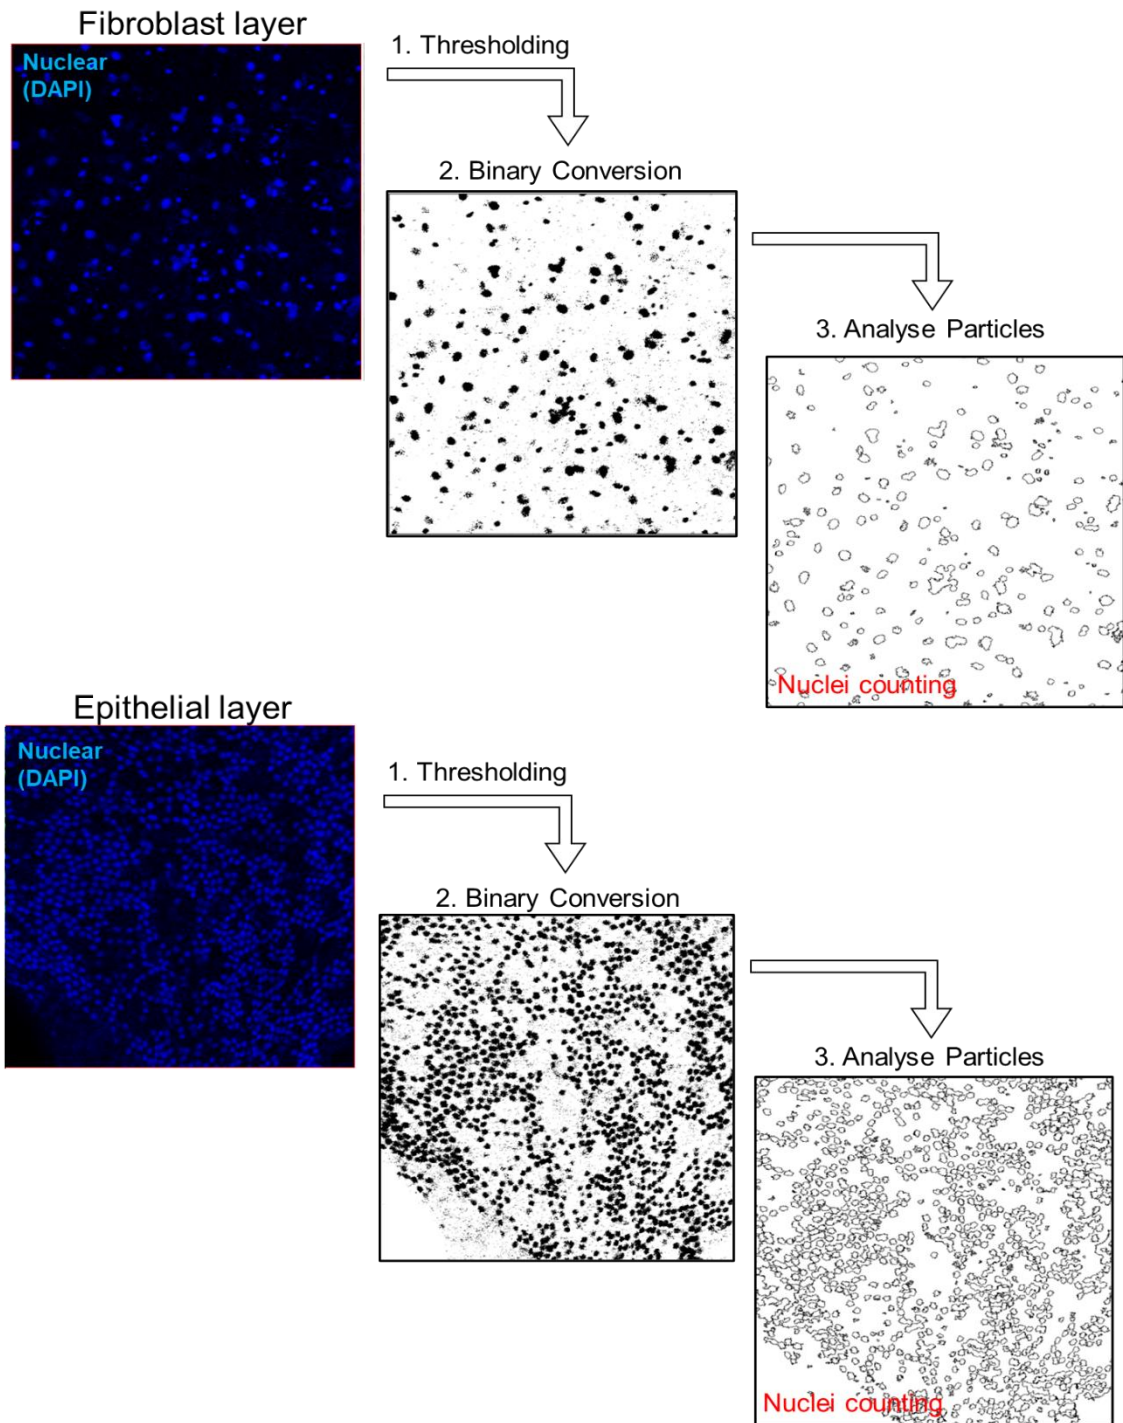 Fibroblast layer
Nuclear
(DAPI)
1. Thresholding
2. Binary Conversion
3. Analyse Particles
Nuclei counting
Epithelial layer
Nuclear
(DAPI)
1. Thresholding
2. Binary Conversion
3. Analyse Particles
Nuclei counting